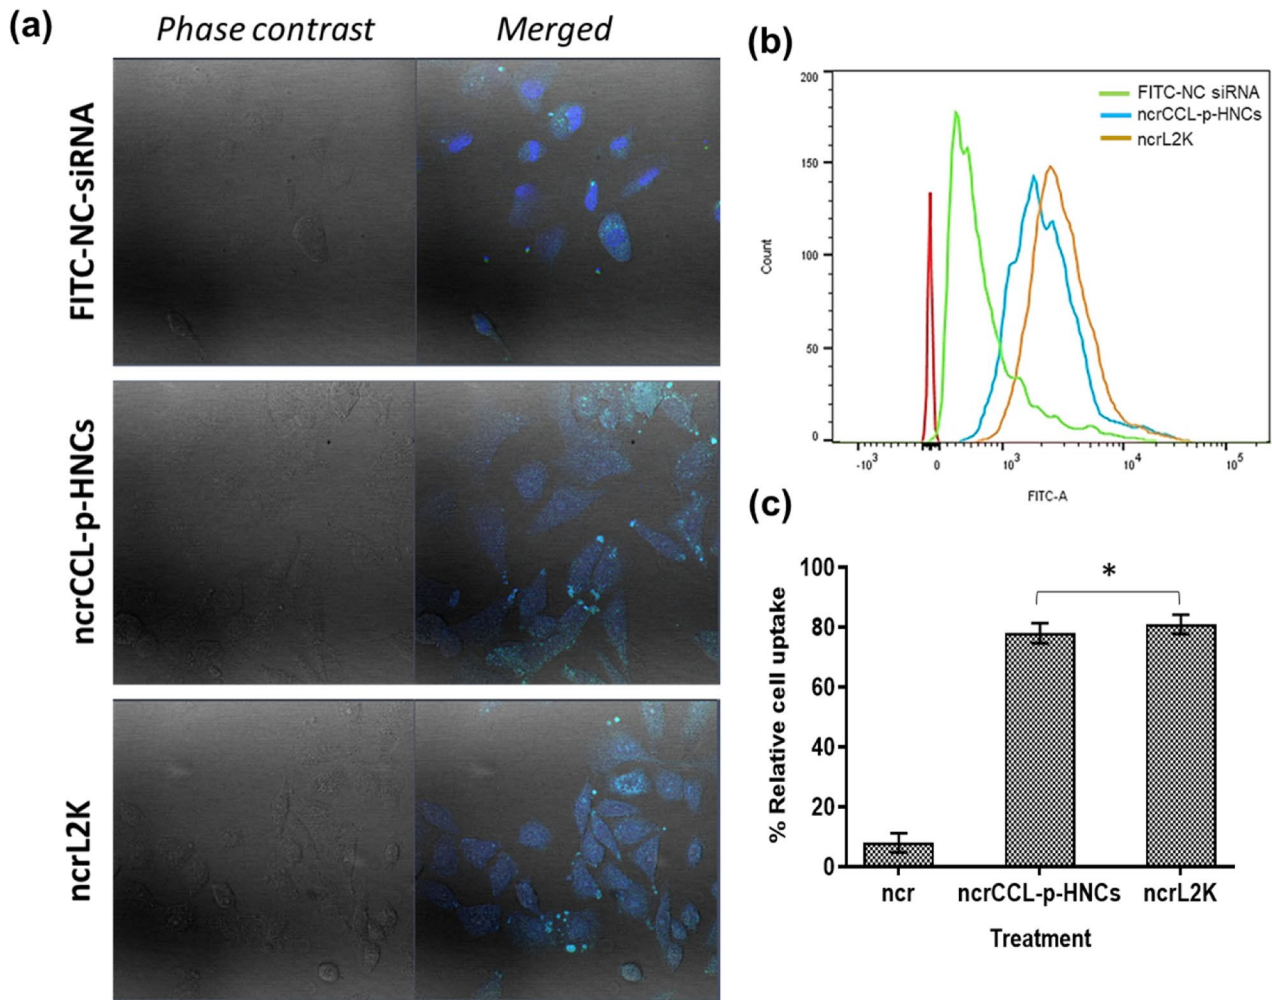 (a)
Phase contrast
Merged
FITC-NC-siRNA
ncrCCL-p-HNCs
ncrL2K
(b)
200
150
100
50
0
Count
FITC-NC siRNA
ncrCCL-p-HNCs
ncrL2K
-10³
0
10³
10⁴
10⁵
FITC-A
(c)
% Relative cell uptake
100
80
60
40
20
0
*
ncr
ncrCCL-p-HNCs
ncrL2K
Treatment